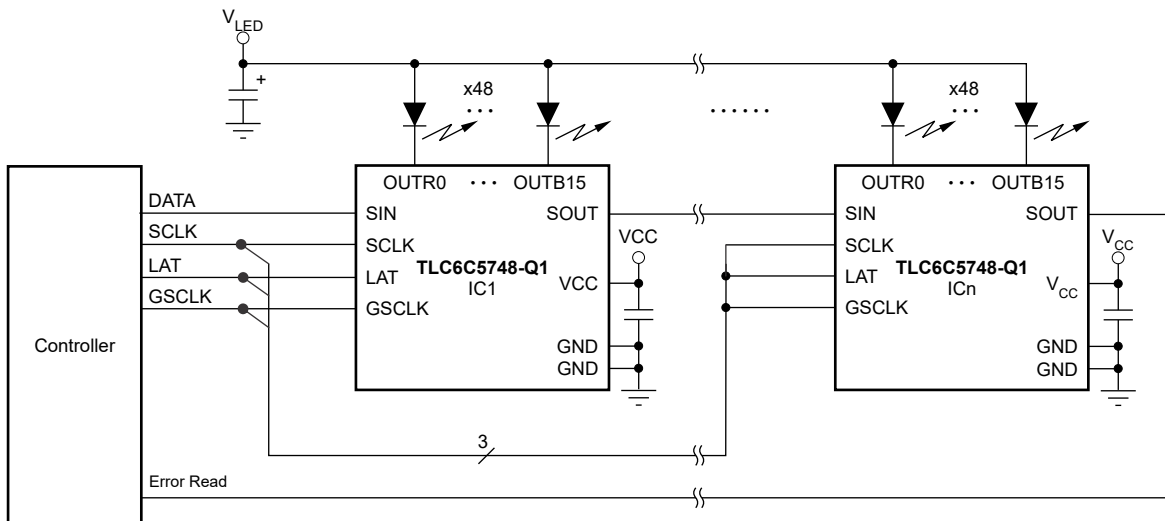 VLED
+
x48
...
......
x48
...
OUTR0 ... OUTB15
OUTR0 ... OUTB15
DATA
SIN
SOUT
SIN
SOUT
SCLK
SCLK
VCC
SCLK
VCC
LAT
LAT
TLC6C5748-Q1
IC1
VCC
LAT
TLC6C5748-Q1
ICn
VCC
GSCLK
GSCLK
GSCLK
Controller
GND
GND
GND
GND
3
Error Read